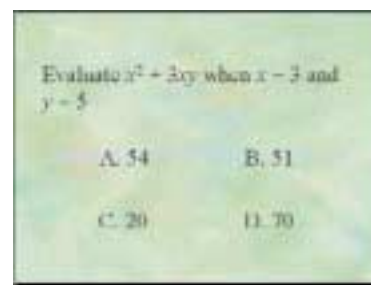 Evaluate x² + 3xy when x = 3 and
y = 5
A. 54 B. 51
C. 20 D. 70